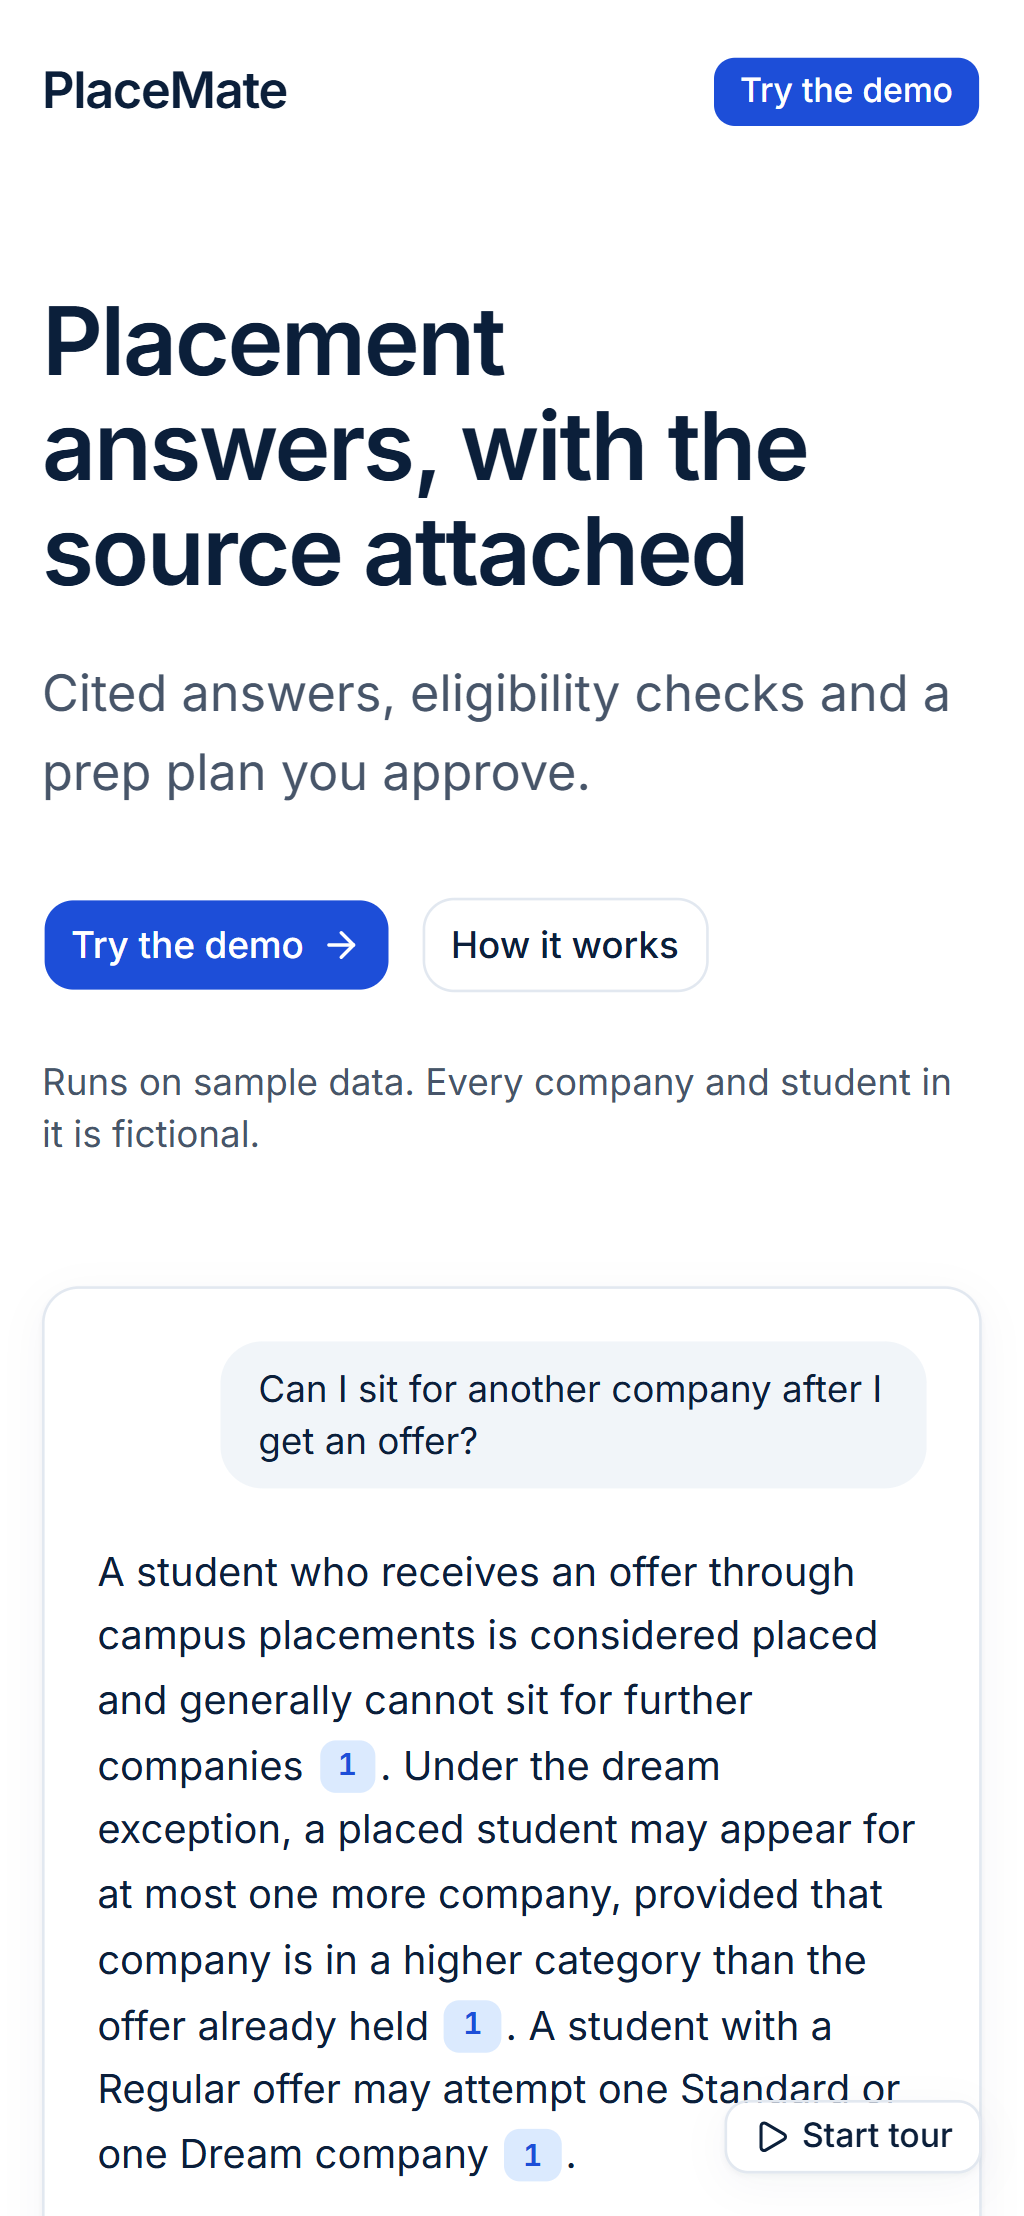 PlaceMate
Try the demo
Placement
answers, with the
source attached
Cited answers, eligibility checks and a
prep plan you approve.
Try the demo →
How it works
Runs on sample data. Every company and student in
it is fictional.
Can I sit for another company after I
get an offer?
A student who receives an offer through
campus placements is considered placed
and generally cannot sit for further
companies 1. Under the dream
exception, a placed student may appear for
at most one more company, provided that
company is in a higher category than the
offer already held 1. A student with a
Regular offer may attempt one Standard or
one Dream company 1.
Start tour